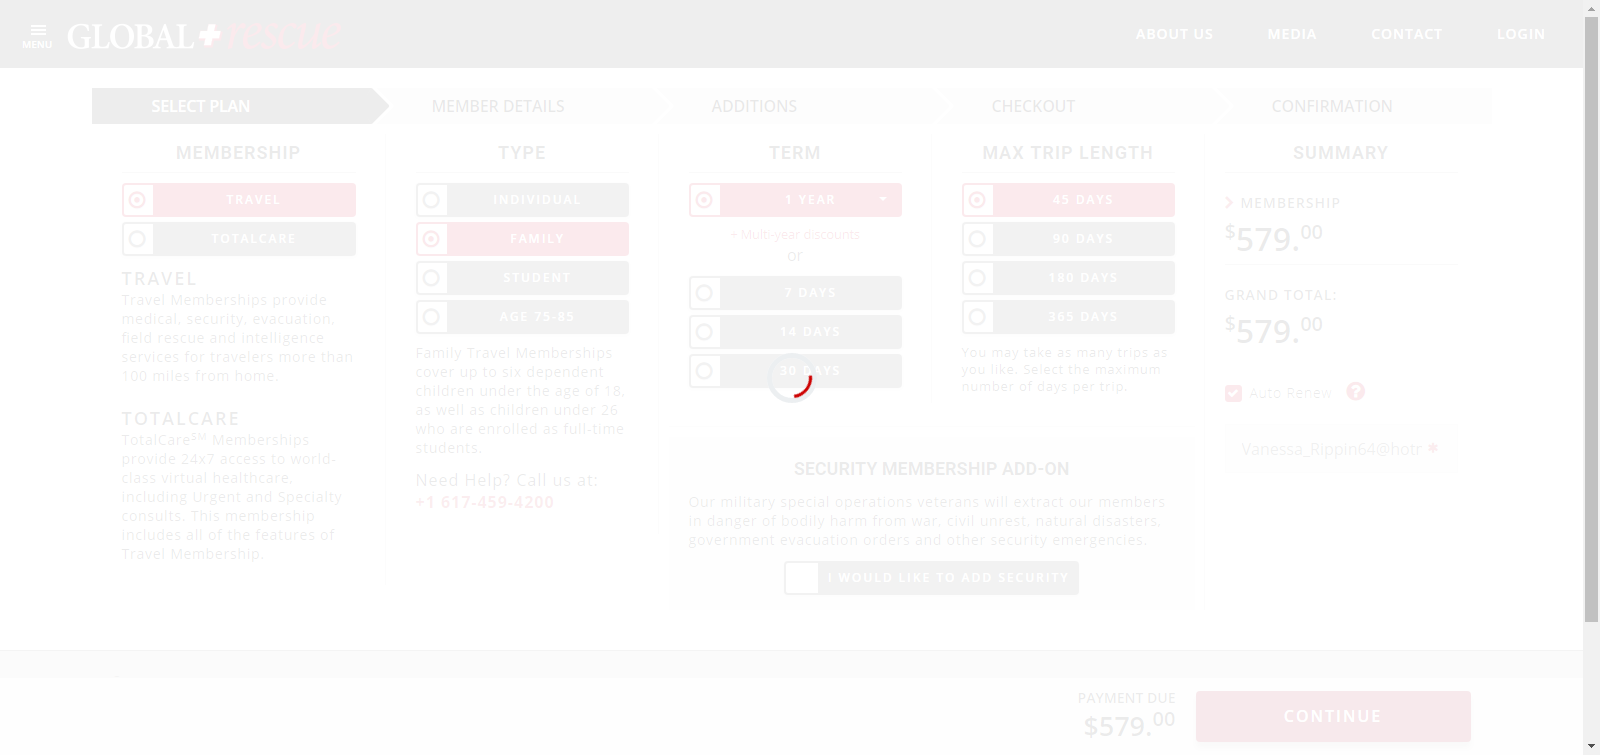 MENU
GLOBAL rescue
ABOUT US
MEDIA
CONTACT
LOGIN
SELECT PLAN
MEMBER DETAILS
ADDITIONS
CHECKOUT
CONFIRMATION
MEMBERSHIP
TRAVEL
TOTALCARE
TRAVEL
Travel Memberships provide
medical, security, evacuation,
field rescue and intelligence
services for travelers more than
100 miles from home.
TOTALCARE
TotalCareSM Memberships
provide 24x7 access to world-
class virtual healthcare,
including Urgent and Specialty
consults. This membership
includes all of the features of
Travel Membership.
TYPE
INDIVIDUAL
FAMILY
STUDENT
AGE 75-85
Family Travel Memberships
cover up to six dependent
children under the age of 18,
as well as children under 26
who are enrolled as full-time
students.
Need Help? Call us at:
+1 617-459-4200
TERM
1 YEAR
+ Multi-year discounts
or
7 DAYS
14 DAYS
30 DAYS
MAX TRIP LENGTH
45 DAYS
90 DAYS
180 DAYS
365 DAYS
You may take as many trips as
you like. Select the maximum
number of days per trip.
SECURITY MEMBERSHIP ADD-ON
Our military special operations veterans will extract our members
in danger of bodily harm from war, civil unrest, natural disasters,
government evacuation orders and other security emergencies.
I WOULD LIKE TO ADD SECURITY
SUMMARY
MEMBERSHIP
$579.00
GRAND TOTAL:
$579.00
Auto Renew ?
Vanessa_Rippin64@hotr *
PAYMENT DUE
$579.00
CONTINUE